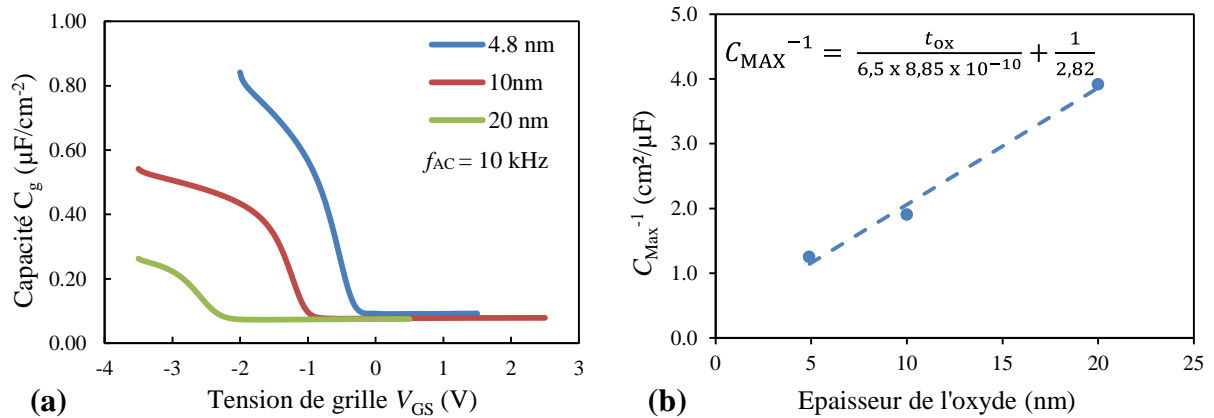 1.00
0.80
0.60
0.40
0.20
0.00
-4
-3
-2
-1
0
1
2
3
Capacité C_g (µF/cm⁻²)
4.8 nm
10nm
20 nm
f_AC = 10 kHz
(a)
Tension de grille V_GS (V)
5.0
4.0
3.0
2.0
1.0
0.0
0
5
10
15
20
25
C_Max⁻¹ (cm²/µF)
C_MAX⁻¹ = t_ox / (6,5 x 8,85 x 10⁻¹⁰) + 1/2,82
(b)
Epaisseur de l'oxyde (nm)